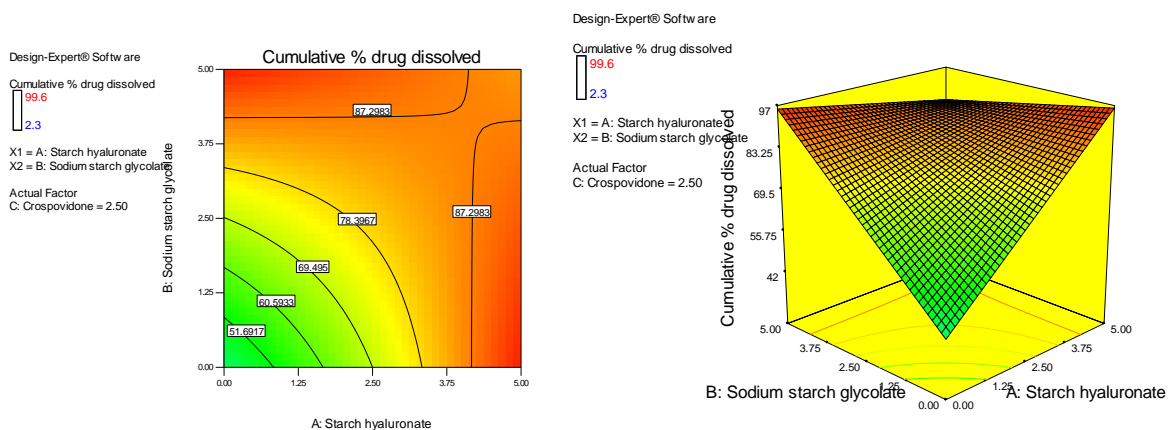 Design-Expert® Software
Cumulative % drug dissolved
99.6
2.3
X1 = A: Starch hyaluronate
X2 = B: Sodium starch glycolate
Actual Factor
C: Crospovidone = 2.50
Cumulative % drug dissolved
5.00
3.75
2.50
1.25
0.00
B: Sodium starch glycolate
87.2983
78.3967
87.2983
69.495
60.5933
51.6917
0.00
1.25
2.50
3.75
5.00
A: Starch hyaluronate
Design-Expert® Software
Cumulative % drug dissolved
99.6
2.3
X1 = A: Starch hyaluronate
X2 = B: Sodium starch glycolate
Actual Factor
C: Crospovidone = 2.50
97
83.25
69.5
55.75
42
Cumulative % drug dissolved
5.00
3.75
2.50
1.25
0.00
0.00
1.25
2.50
3.75
5.00
B: Sodium starch glycolate
A: Starch hyaluronate